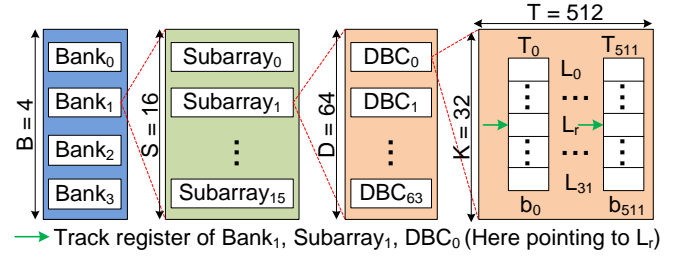 T = 512
B = 4
Bank₀
Bank₁
Bank₂
Bank₃
S = 16
Subarray₀
Subarray₁
⋮
Subarray₁₅
D = 64
DBC₀
DBC₁
⋮
DBC₆₃
K = 32
T₀ T₅₁₁
L₀
⋮ ... ⋮
Lᵣ
⋮ ... ⋮
L₃₁
b₀ b₅₁₁
Track register of Bank₁, Subarray₁, DBC₀ (Here pointing to Lᵣ)